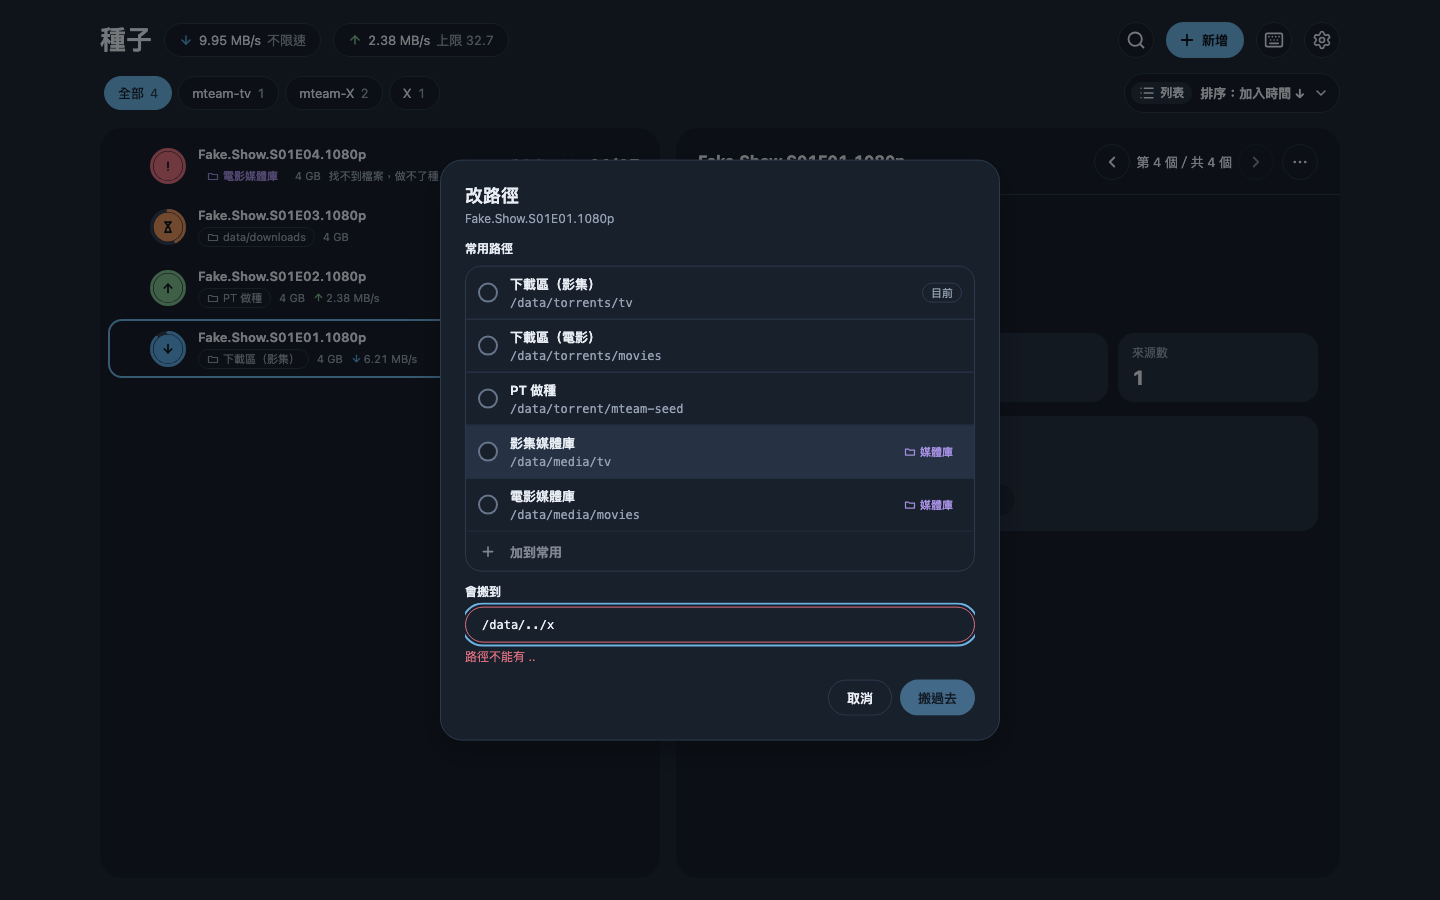 種子
9.95 MB/s 不限速
2.38 MB/s 上限 32.7
新增
全部 4
mteam-tv 1
mteam-X 2
X 1
列表
排序：加入時間
Fake.Show.S01E04.1080p
電影媒體庫 4 GB 找不到檔案，做不了種
Fake.Show.S01E03.1080p
data/downloads 4 GB
Fake.Show.S01E02.1080p
PT 做種 4 GB 2.38 MB/s
Fake.Show.S01E01.1080p
下載區（影集） 4 GB 6.21 MB/s
Fake.Show.S01E01.1080p
第 4 個 / 共 4 個
來源數
1
改路徑
Fake.Show.S01E01.1080p
常用路徑
下載區（影集）
/data/torrents/tv
目前
下載區（電影）
/data/torrents/movies
PT 做種
/data/torrent/mteam-seed
影集媒體庫
/data/media/tv
媒體庫
電影媒體庫
/data/media/movies
媒體庫
加到常用
會搬到
/data/../x
路徑不能有 ..
取消
搬過去